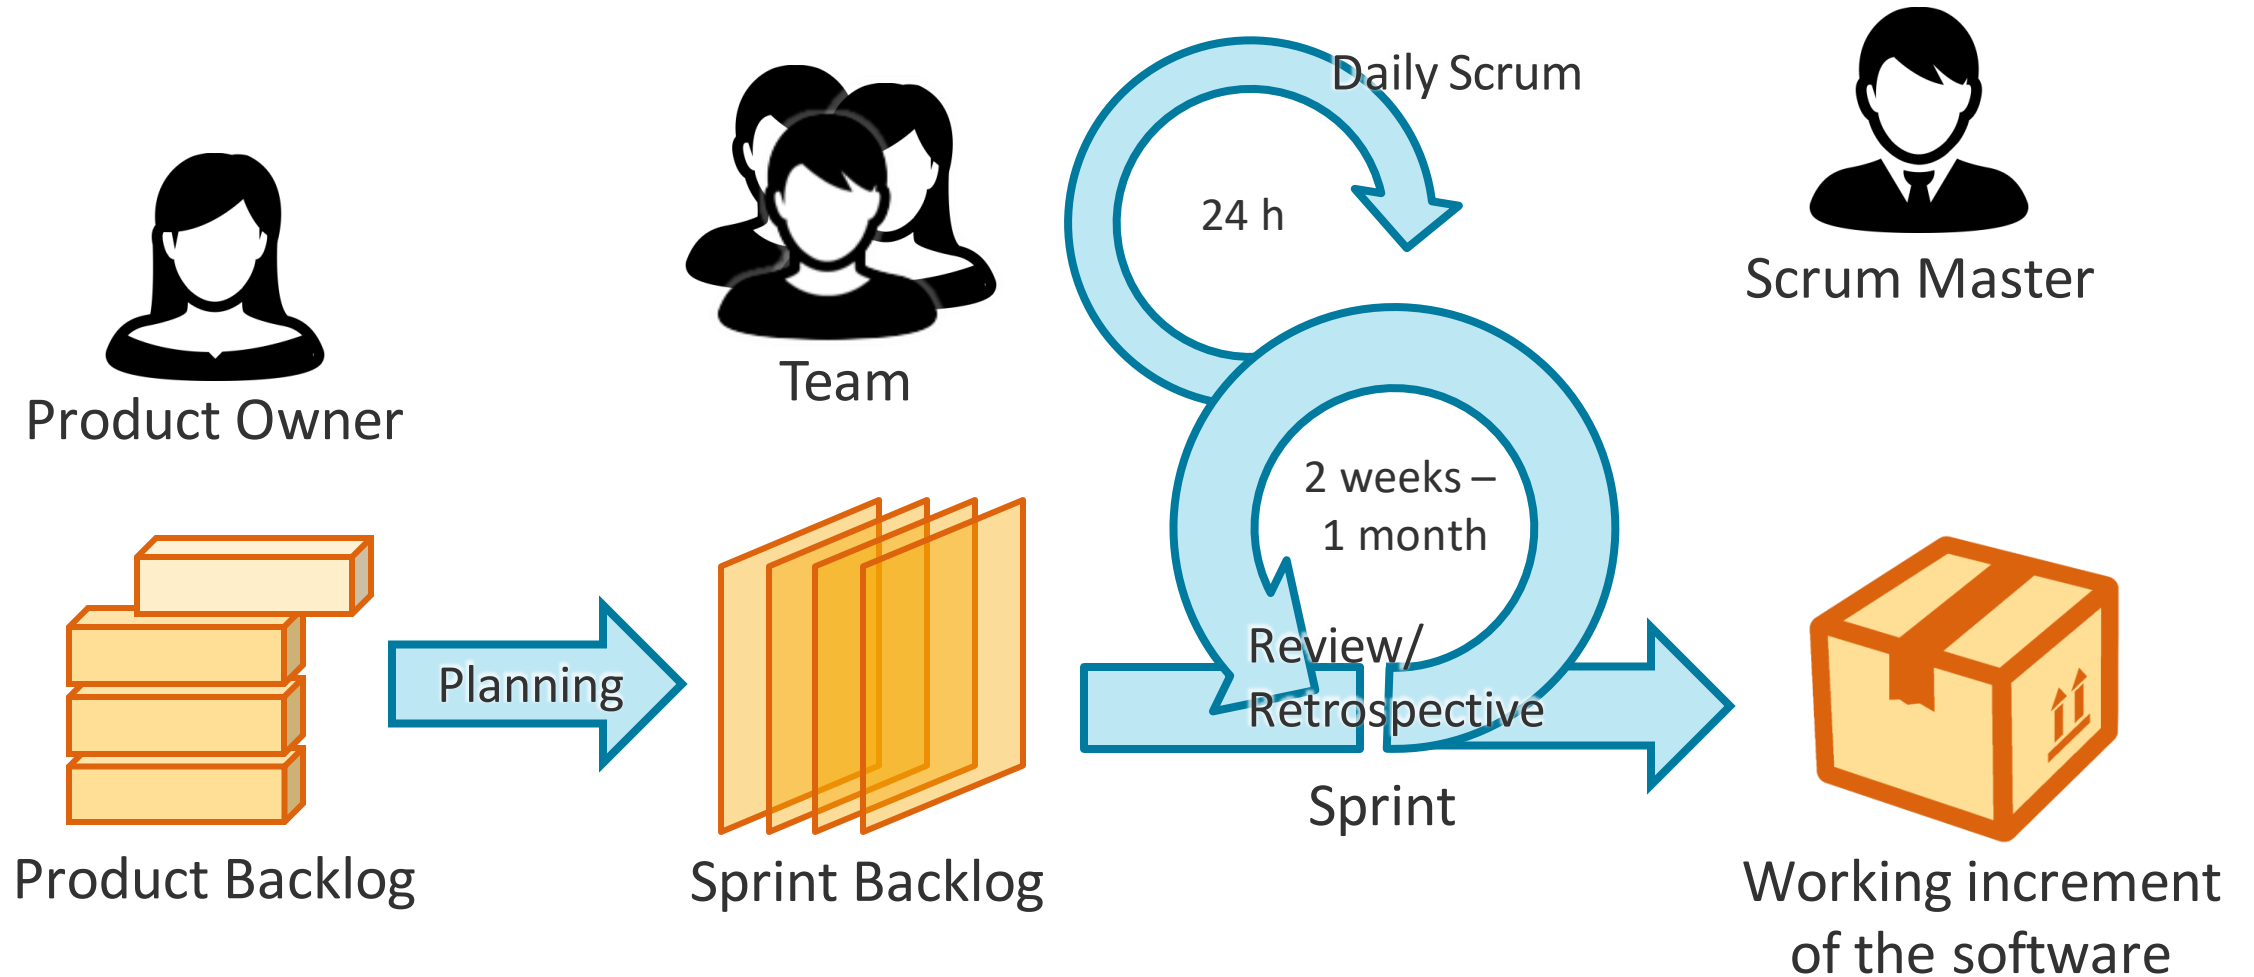 Daily Scrum
24 h
Scrum Master
Team
Product Owner
2 weeks –
1 month
Review/
Retrospective
Planning
Sprint
Product Backlog
Sprint Backlog
Working increment
of the software